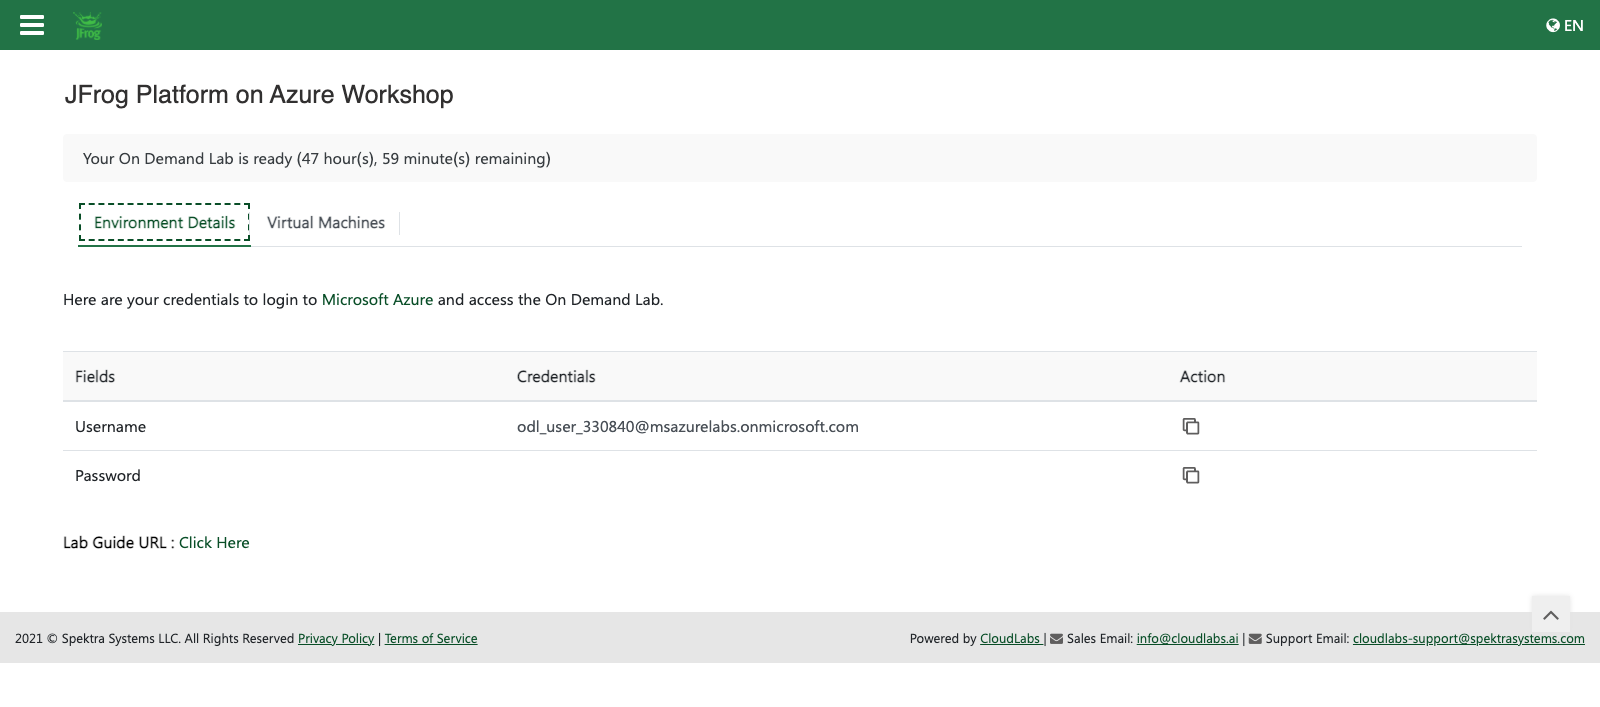 JFrog
EN
JFrog Platform on Azure Workshop
Your On Demand Lab is ready (47 hour(s), 59 minute(s) remaining)
Environment Details
Virtual Machines
Here are your credentials to login to Microsoft Azure and access the On Demand Lab.
Fields Credentials Action
Username odl_user_330840@msazurelabs.onmicrosoft.com
Password
Lab Guide URL : Click Here
2021 © Spektra Systems LLC. All Rights Reserved Privacy Policy | Terms of Service
Powered by CloudLabs | Sales Email: info@cloudlabs.ai | Support Email: cloudlabs-support@spektrasystems.com